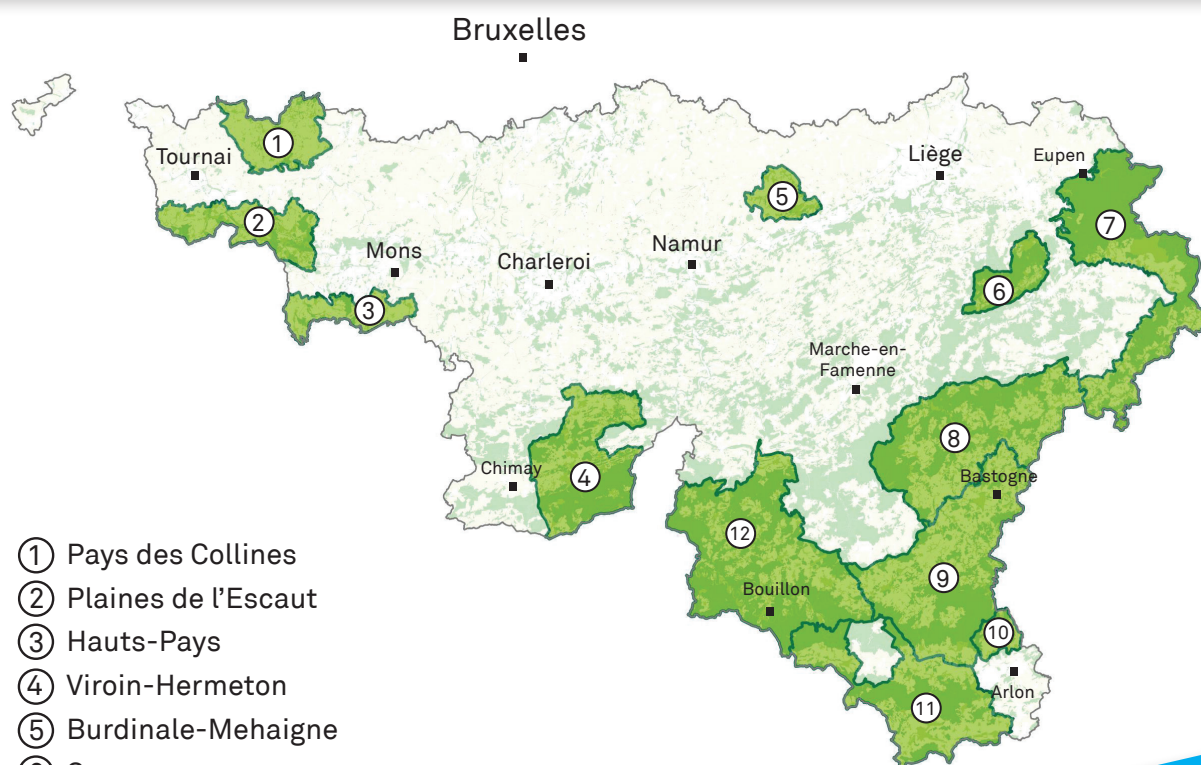 Bruxelles
1
Tournai
Liège
Eupen
5
2
7
Mons
Namur
Charleroi
6
3
Marche-en-
Famenne
8
Chimay
4
Bastogne
12
9
Bouillon
10
Arlon
11
1 Pays des Collines
2 Plaines de l’Escaut
3 Hauts-Pays
4 Viroin-Hermeton
5 Burdinale-Mehaigne